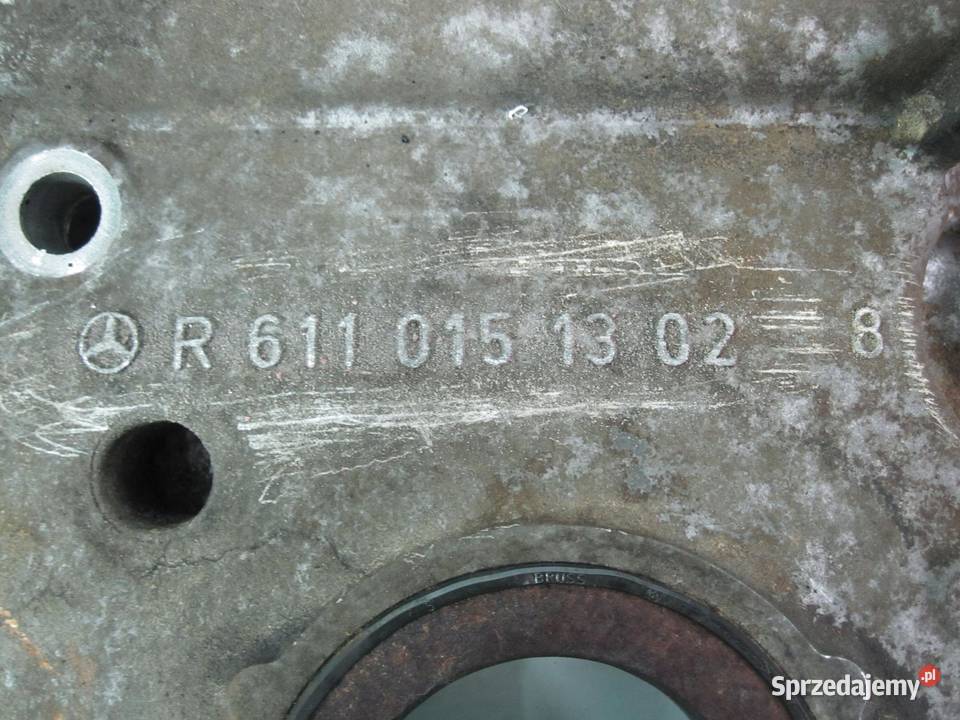 R 611 015 13 02 8
BRUSS
Sprzedajemy.pl